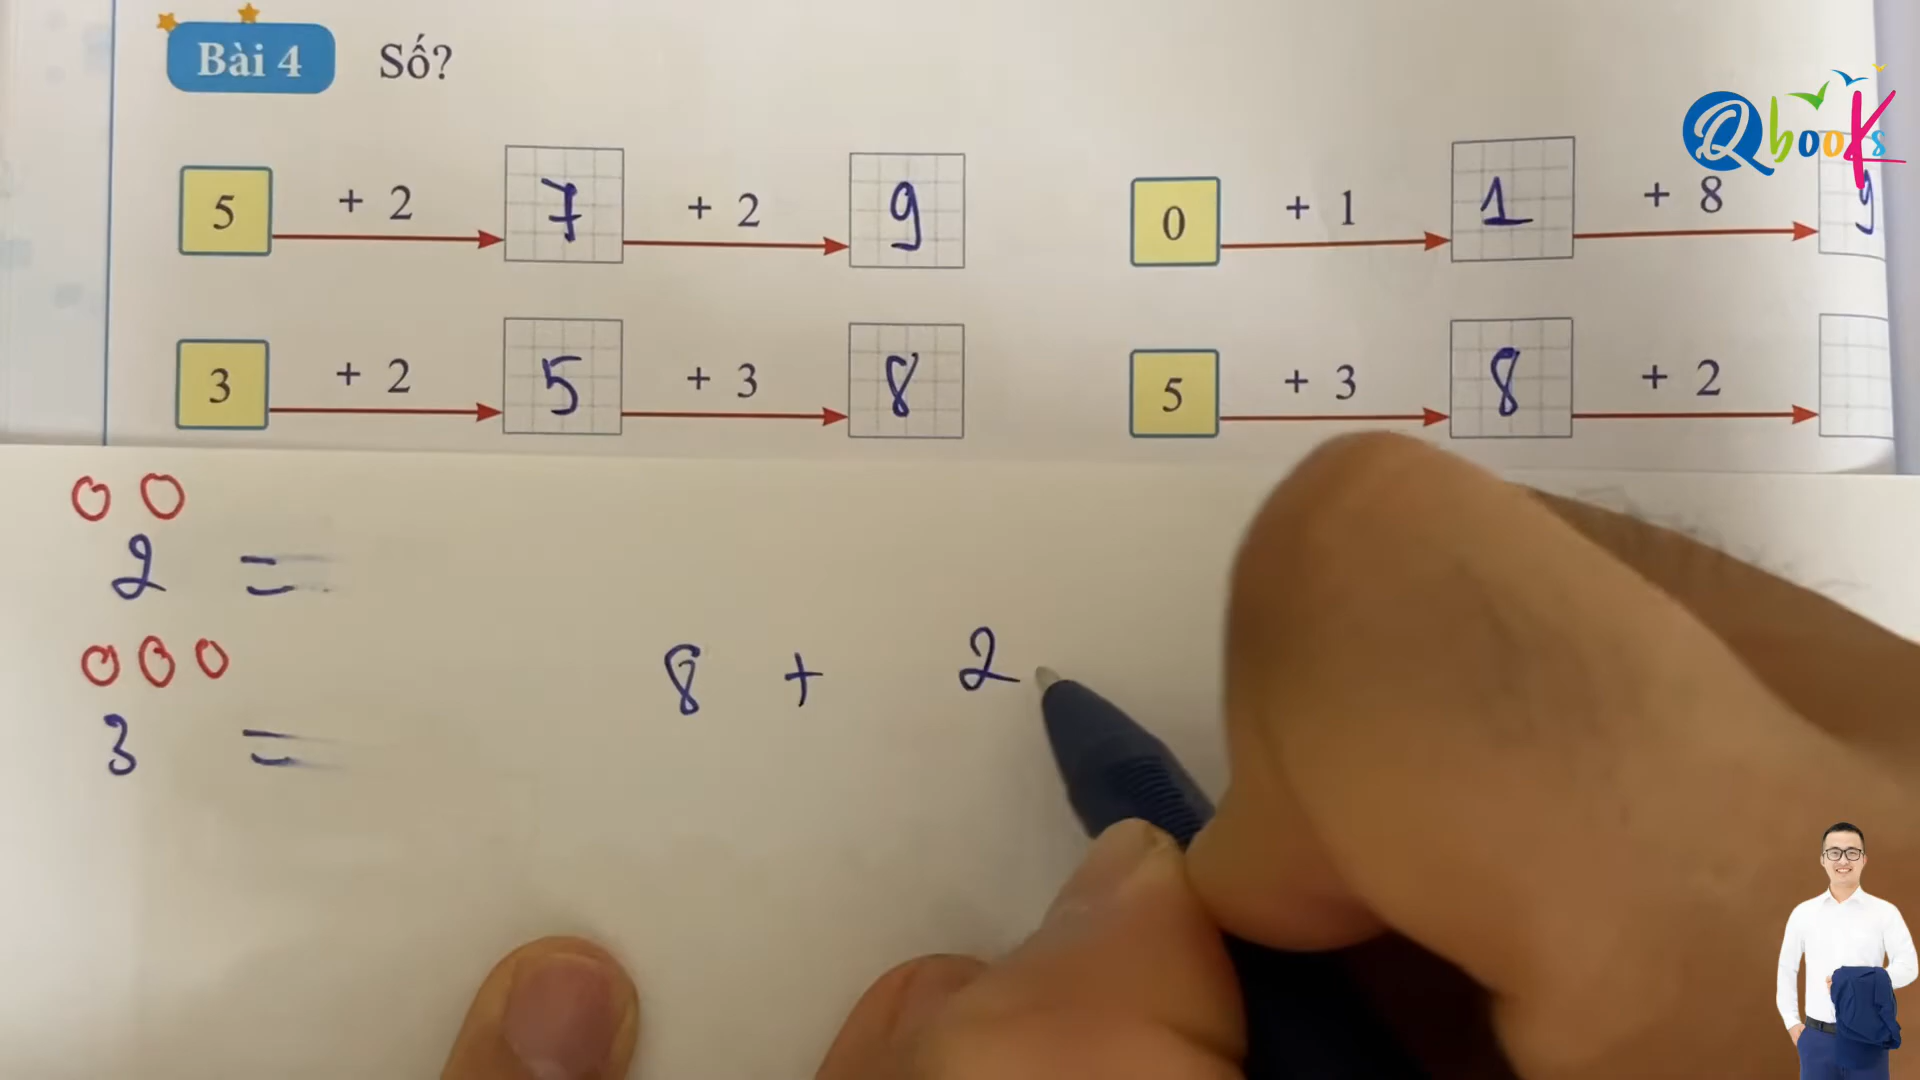 Bài 4 Số?
Qbooks
5 + 2 7 + 2 9
0 + 1 1 + 8 9
3 + 2 5 + 3 8
5 + 3 8 + 2
2 =
8 + 2
3 =